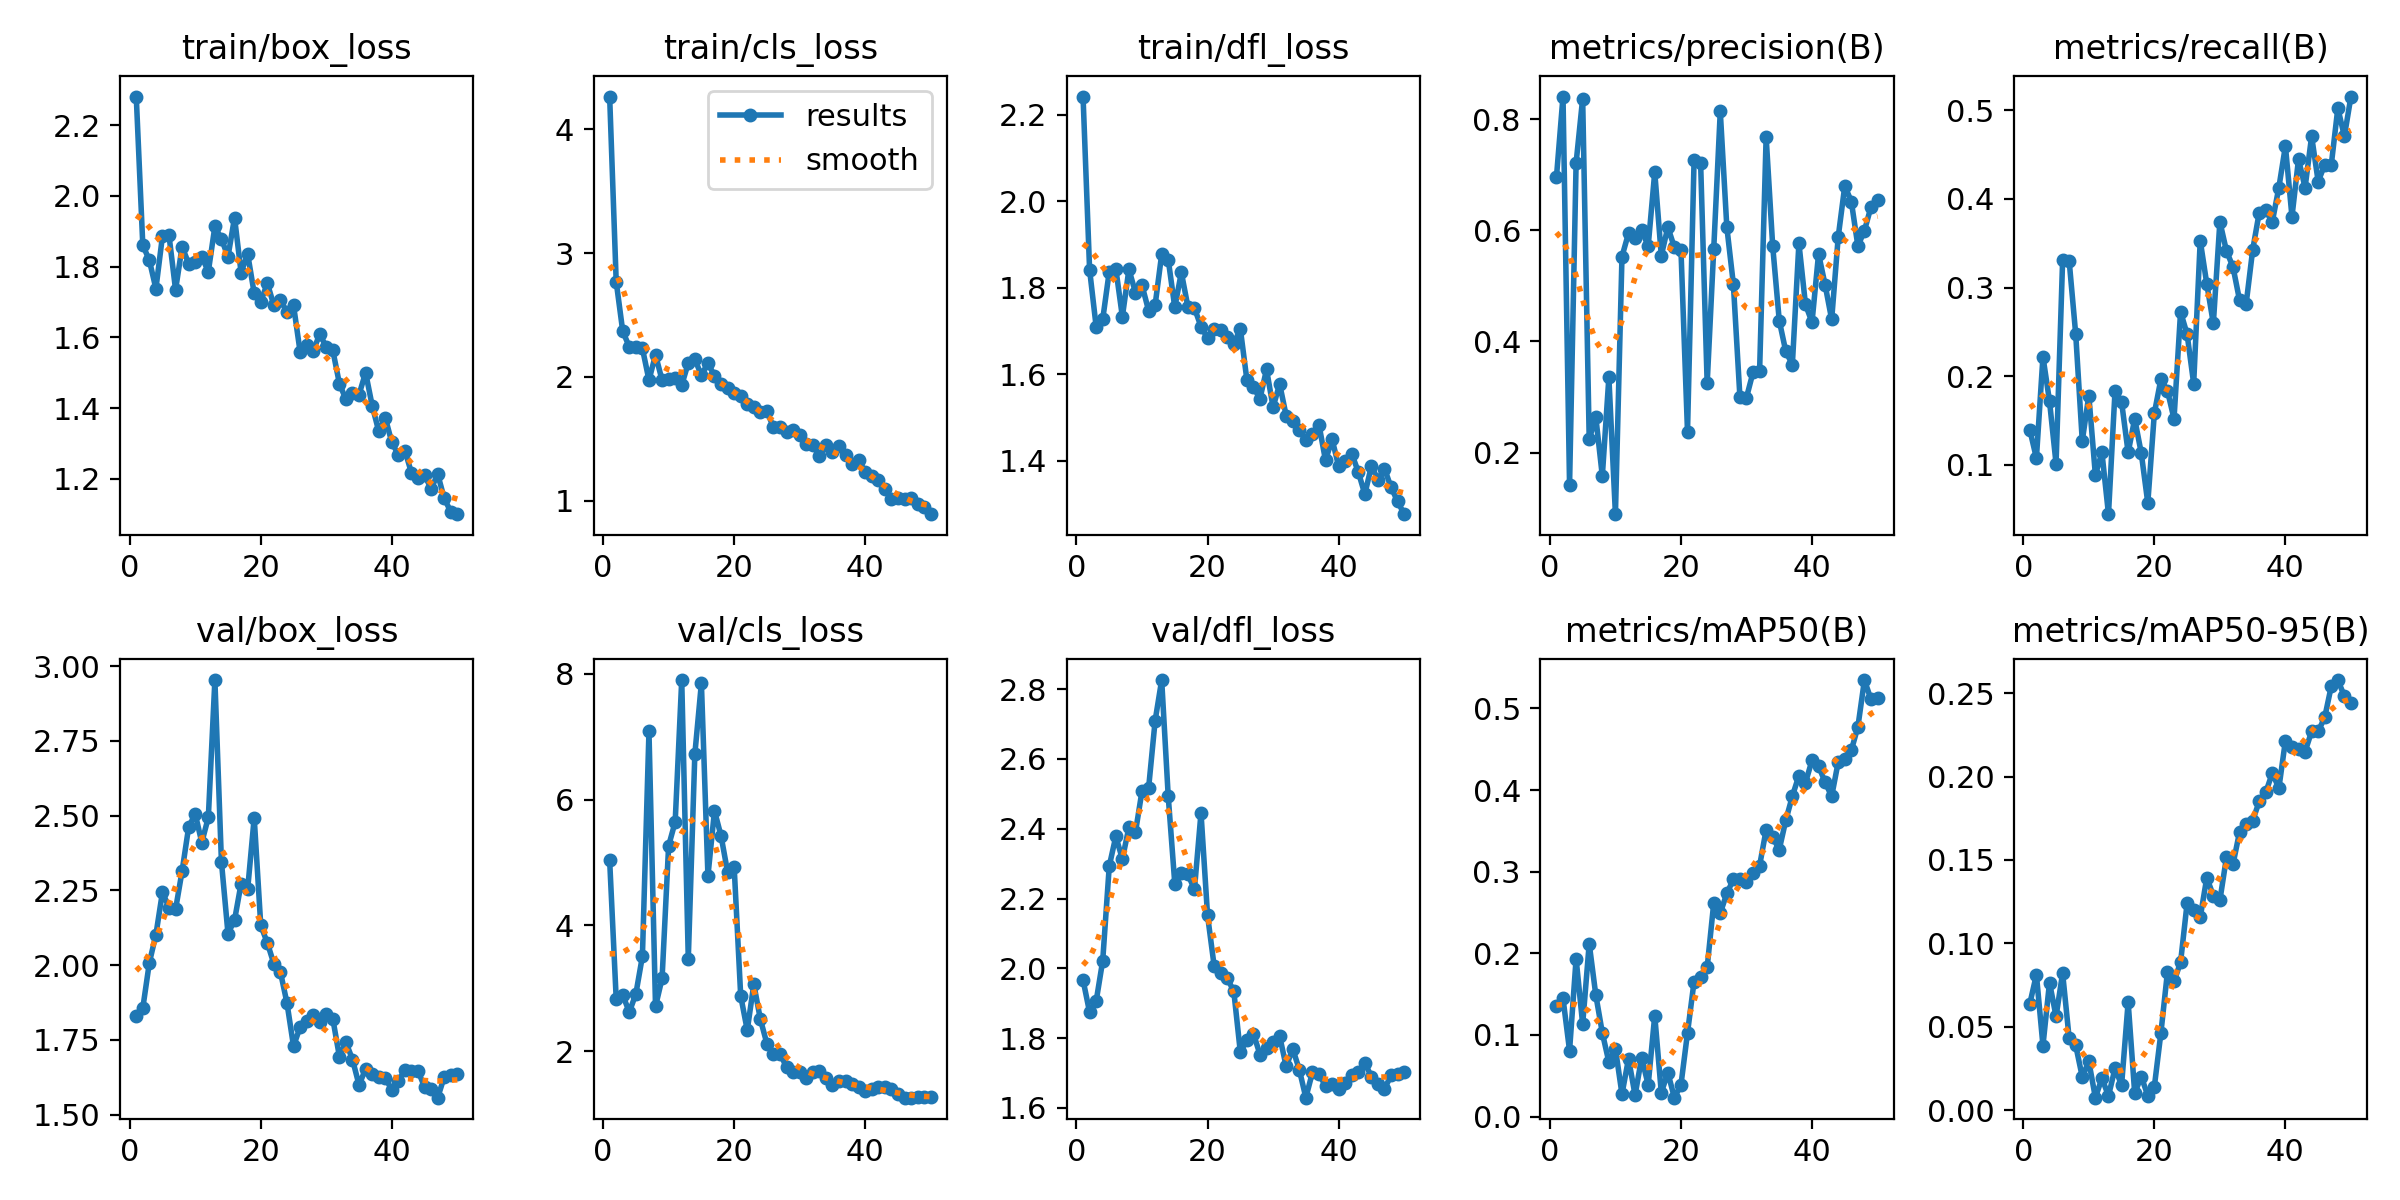 train/box_loss
2.2
2.0
1.8
1.6
1.4
1.2
0 20 40
train/cls_loss
results
smooth
4
3
2
1
0 20 40
train/dfl_loss
2.2
2.0
1.8
1.6
1.4
0 20 40
metrics/precision(B)
0.8
0.6
0.4
0.2
0 20 40
metrics/recall(B)
0.5
0.4
0.3
0.2
0.1
0 20 40
val/box_loss
3.00
2.75
2.50
2.25
2.00
1.75
1.50
0 20 40
val/cls_loss
8
6
4
2
0 20 40
val/dfl_loss
2.8
2.6
2.4
2.2
2.0
1.8
1.6
0 20 40
metrics/mAP50(B)
0.5
0.4
0.3
0.2
0.1
0.0
0 20 40
metrics/mAP50-95(B)
0.25
0.20
0.15
0.10
0.05
0.00
0 20 40